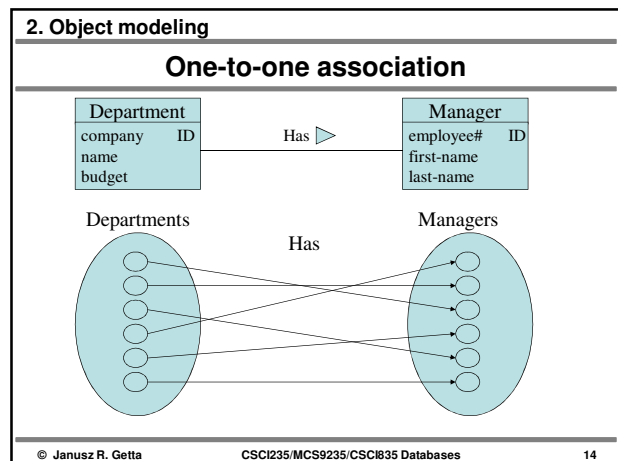 2. Object modeling
One-to-one association
Department
company ID
name
budget
Has
Manager
employee# ID
first-name
last-name
Departments
Has
Managers
© Janusz R. Getta CSCI235/MCS9235/CSCI835 Databases 14